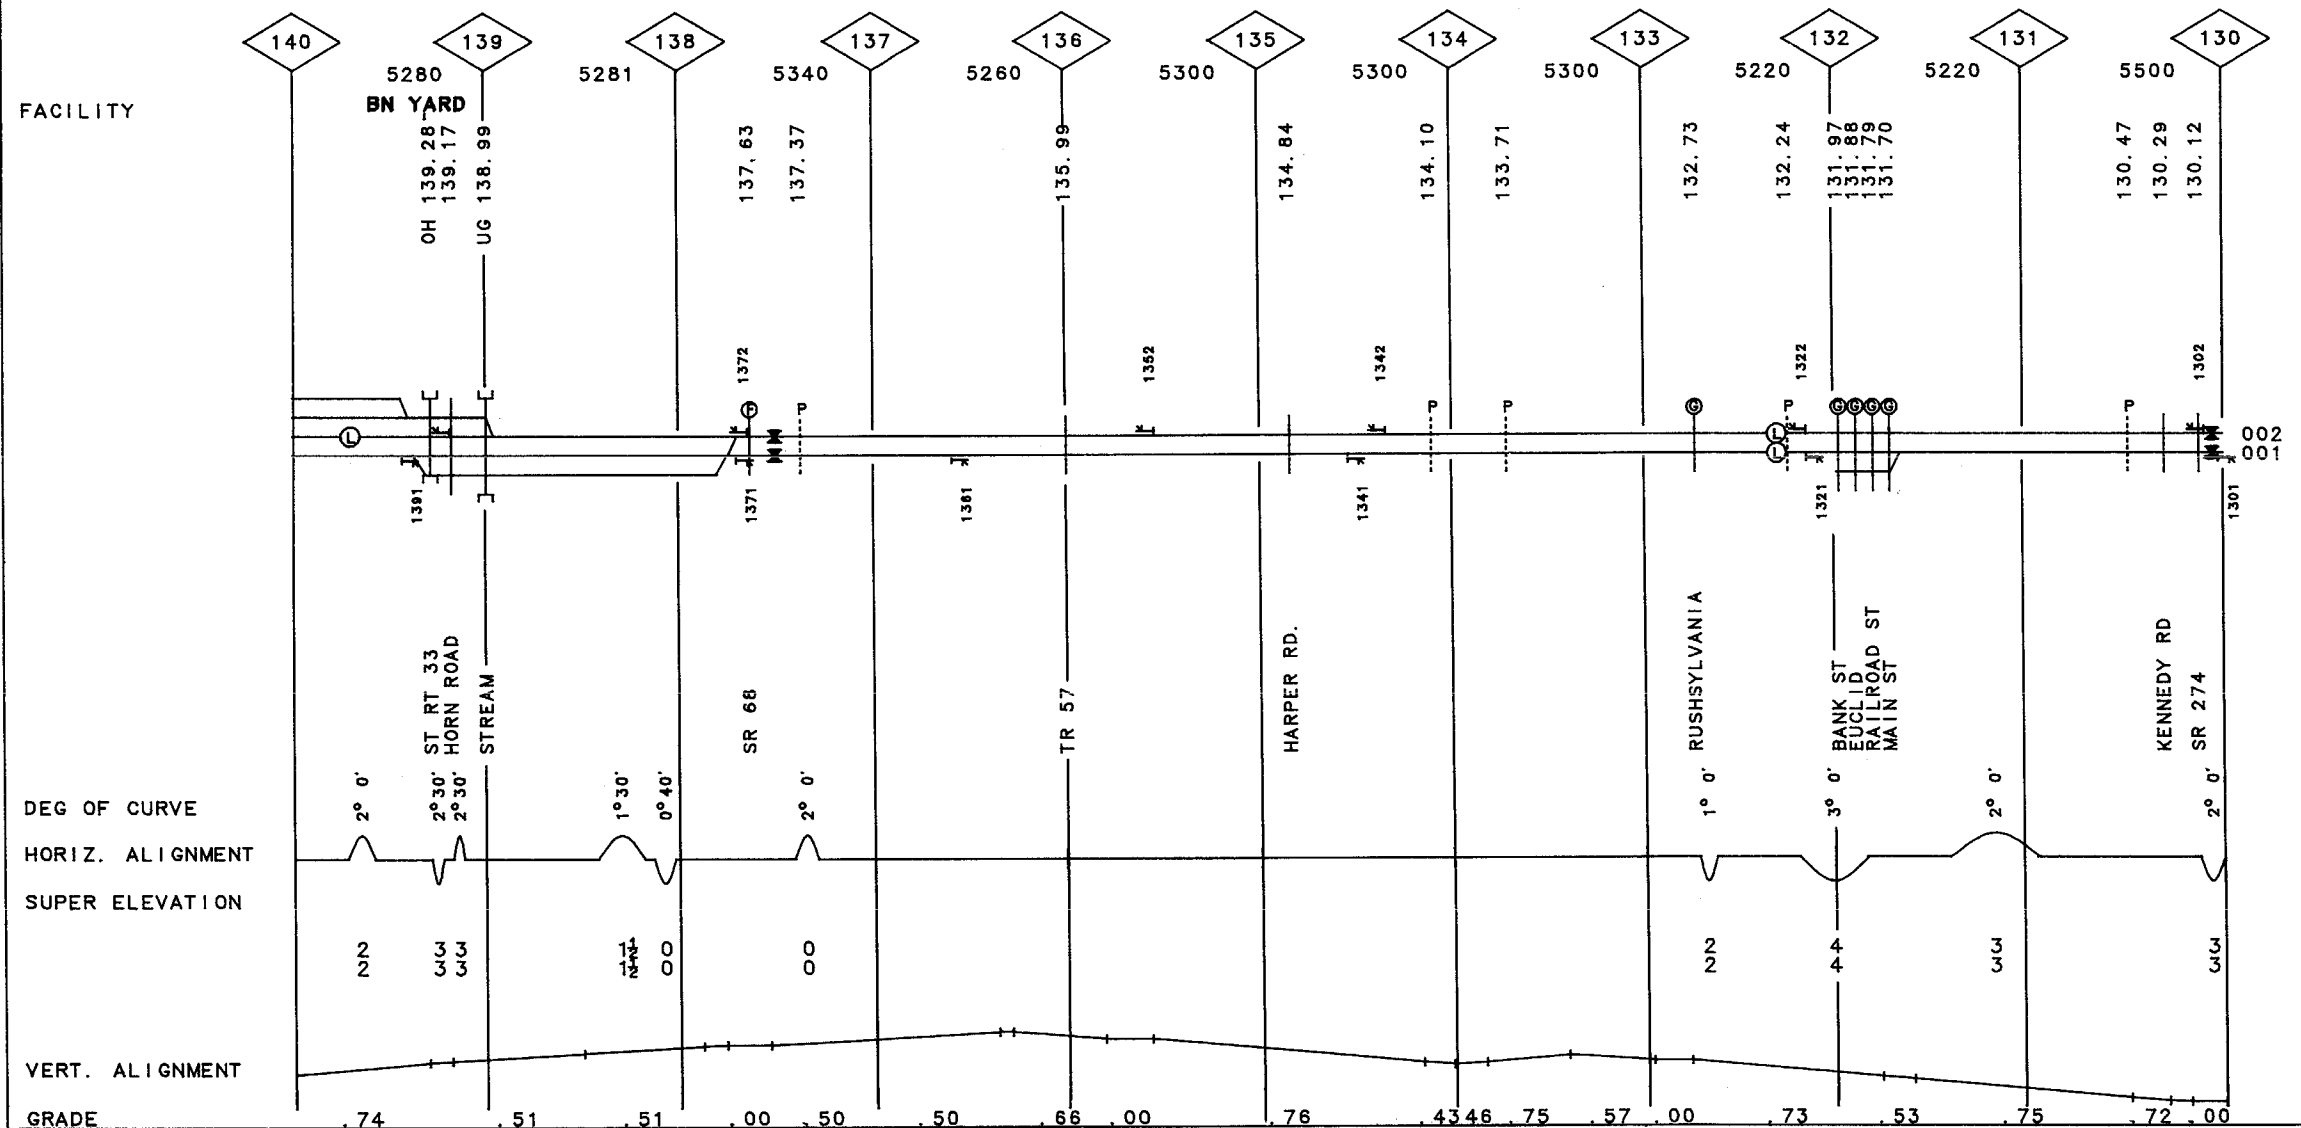 140 139 138 137 136 135 134 133 132 131 130
5280 5281 5340 5260 5300 5300 5300 5220 5220 5500
FACILITY
BN YARD
OH 139.28
139.17
UG 138.99
137.63
137.37
135.99
134.84
134.10
133.71
132.73
132.24
131.97
131.88
131.79
131.70
130.47
130.29
130.12
1372
1352
1342
1322
1302
F P P P G P G G G G P
L L 002
L 001
1391
1371
1361
1341
1321
1301
ST RT 33
HORN ROAD
STREAM
SR 68
TR 57
HARPER RD.
RUSHSYLVANIA
BANK ST
EUCLID
RAILROAD ST
MAIN ST
KENNEDY RD
SR 274
DEG OF CURVE 2° 0' 2°30' 2°30' 1°30' 0°40' 2° 0' 1° 0' 3° 0' 2° 0' 2° 0'
HORIZ. ALIGNMENT
SUPER ELEVATION
2 3 3 1½ 0 0 2 4 3 3
2 3 3 1½ 0 0 2 4 3 3
VERT. ALIGNMENT
GRADE .74 .51 .51 .00 .50 .50 .66 .00 .76 .43 46 .75 .57 .00 .73 .53 .75 .72 .00